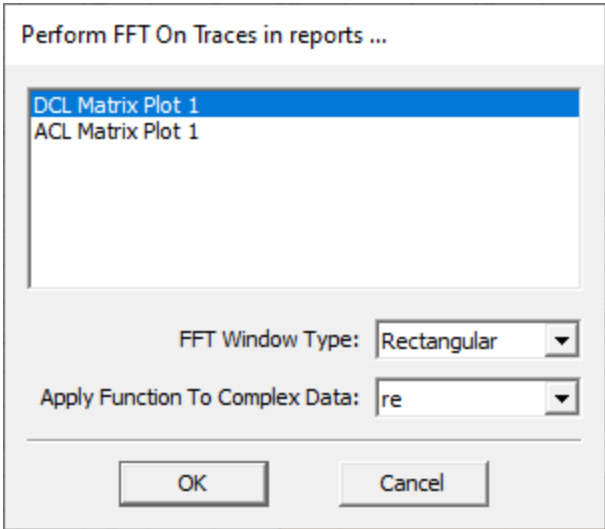 Perform FFT On Traces in reports ...
DCL Matrix Plot 1
ACL Matrix Plot 1
FFT Window Type: Rectangular
Apply Function To Complex Data: re
OK Cancel